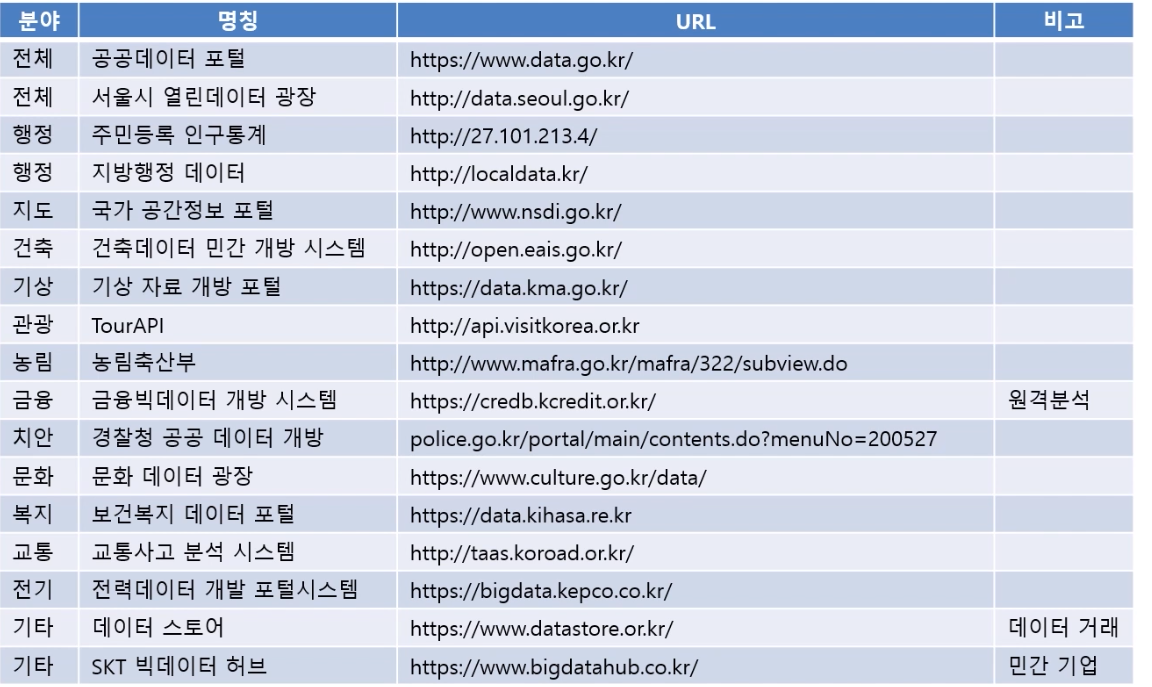 분야 명칭 URL 비고
전체 공공데이터 포털 https://www.data.go.kr/
전체 서울시 열린데이터 광장 http://data.seoul.go.kr/
행정 주민등록 인구통계 http://27.101.213.4/
행정 지방행정 데이터 http://localdata.kr/
지도 국가 공간정보 포털 http://www.nsdi.go.kr/
건축 건축데이터 민간 개방 시스템 http://open.eais.go.kr/
기상 기상 자료 개방 포털 https://data.kma.go.kr/
관광 TourAPI http://api.visitkorea.or.kr
농림 농림축산부 http://www.mafra.go.kr/mafra/322/subview.do
금융 금융빅데이터 개방 시스템 https://credb.kcredit.or.kr/ 원격분석
치안 경찰청 공공 데이터 개방 police.go.kr/portal/main/contents.do?menuNo=200527
문화 문화 데이터 광장 https://www.culture.go.kr/data/
복지 보건복지 데이터 포털 https://data.kihasa.re.kr
교통 교통사고 분석 시스템 http://taas.koroad.or.kr/
전기 전력데이터 개발 포털시스템 https://bigdata.kepco.co.kr/
기타 데이터 스토어 https://www.datastore.or.kr/ 데이터 거래
기타 SKT 빅데이터 허브 https://www.bigdatahub.co.kr/ 민간 기업